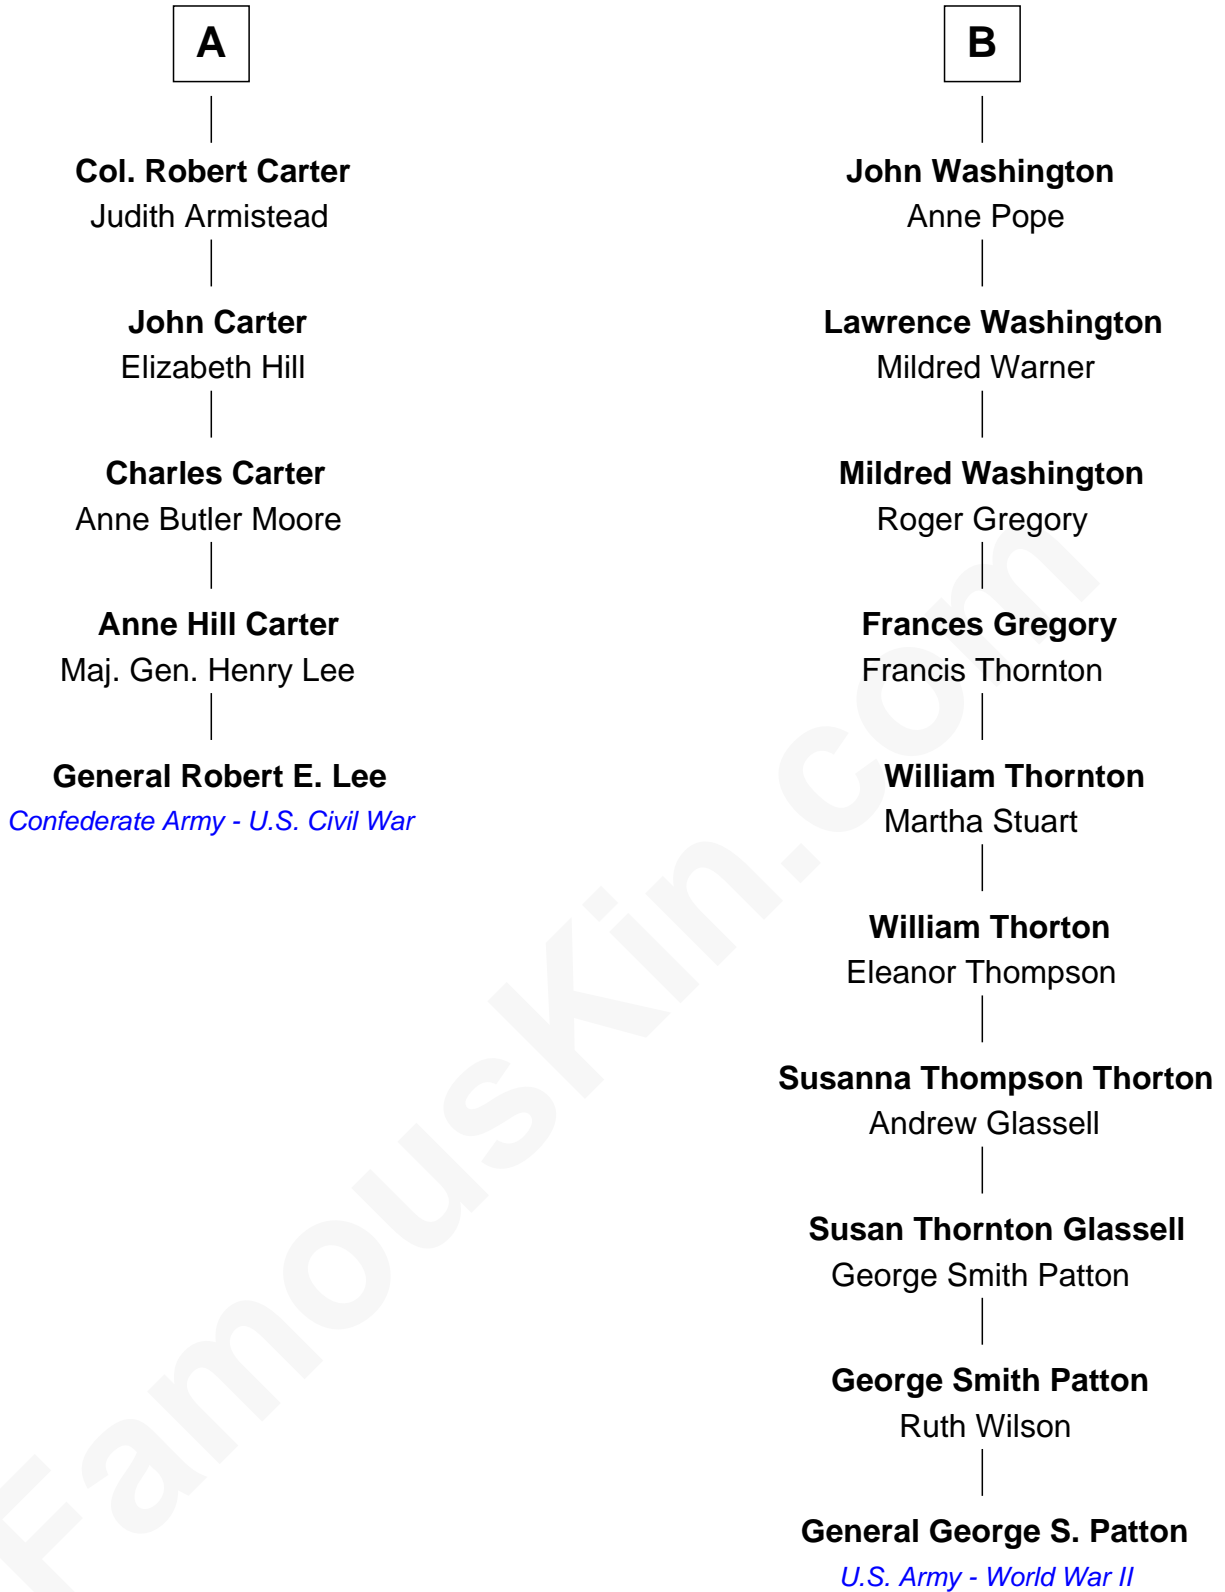 A
Col. Robert Carter
Judith Armistead
John Carter
Elizabeth Hill
Charles Carter
Anne Butler Moore
Anne Hill Carter
Maj. Gen. Henry Lee
General Robert E. Lee
Confederate Army - U.S. Civil War
B
John Washington
Anne Pope
Lawrence Washington
Mildred Warner
Mildred Washington
Roger Gregory
Frances Gregory
Francis Thornton
William Thornton
Martha Stuart
William Thorton
Eleanor Thompson
Susanna Thompson Thorton
Andrew Glassell
Susan Thornton Glassell
George Smith Patton
George Smith Patton
Ruth Wilson
General George S. Patton
U.S. Army - World War II
FamousKin.com